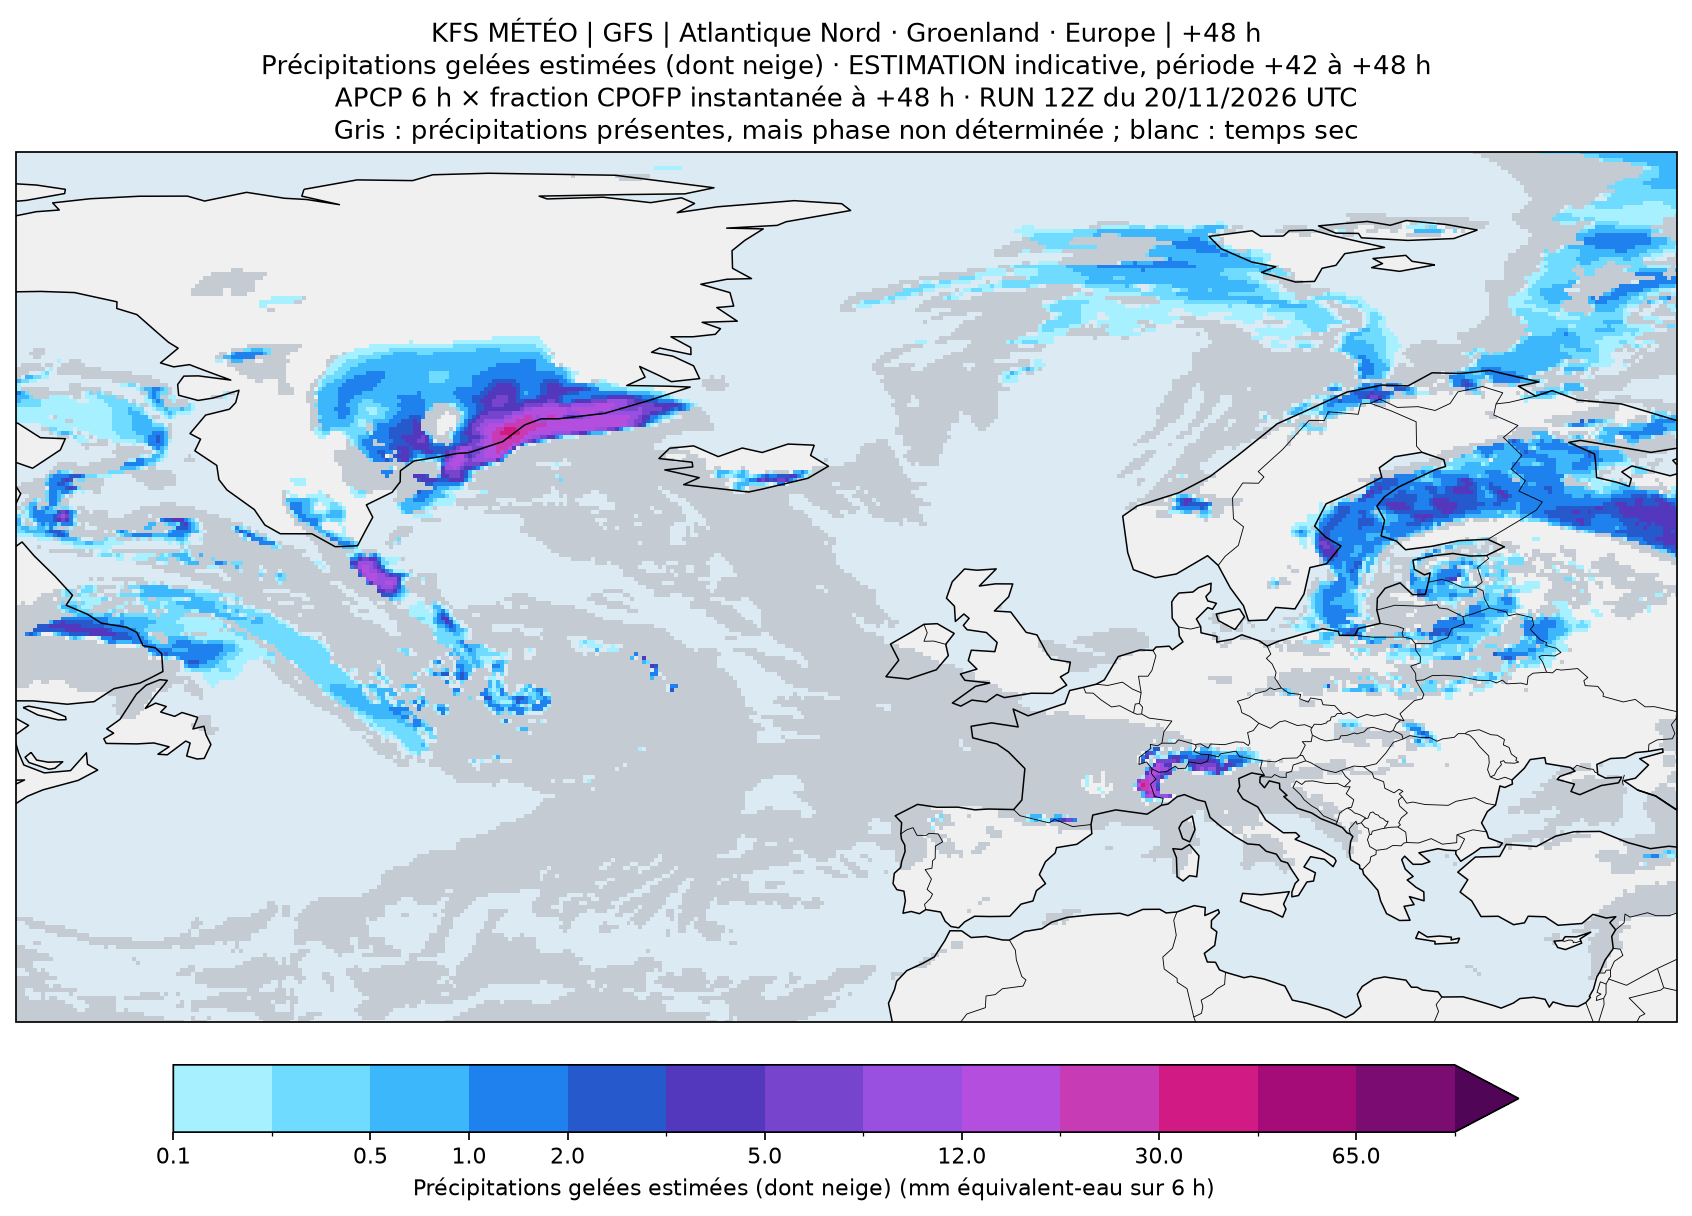 KFS MÉTÉO | GFS | Atlantique Nord · Groenland · Europe | +48 h
Précipitations gelées estimées (dont neige) · ESTIMATION indicative, période +42 à +48 h
APCP 6 h × fraction CPOFP instantanée à +48 h · RUN 12Z du 20/11/2026 UTC
Gris : précipitations présentes, mais phase non déterminée ; blanc : temps sec
0.1 0.5 1.0 2.0 5.0 12.0 30.0 65.0
Précipitations gelées estimées (dont neige) (mm équivalent-eau sur 6 h)